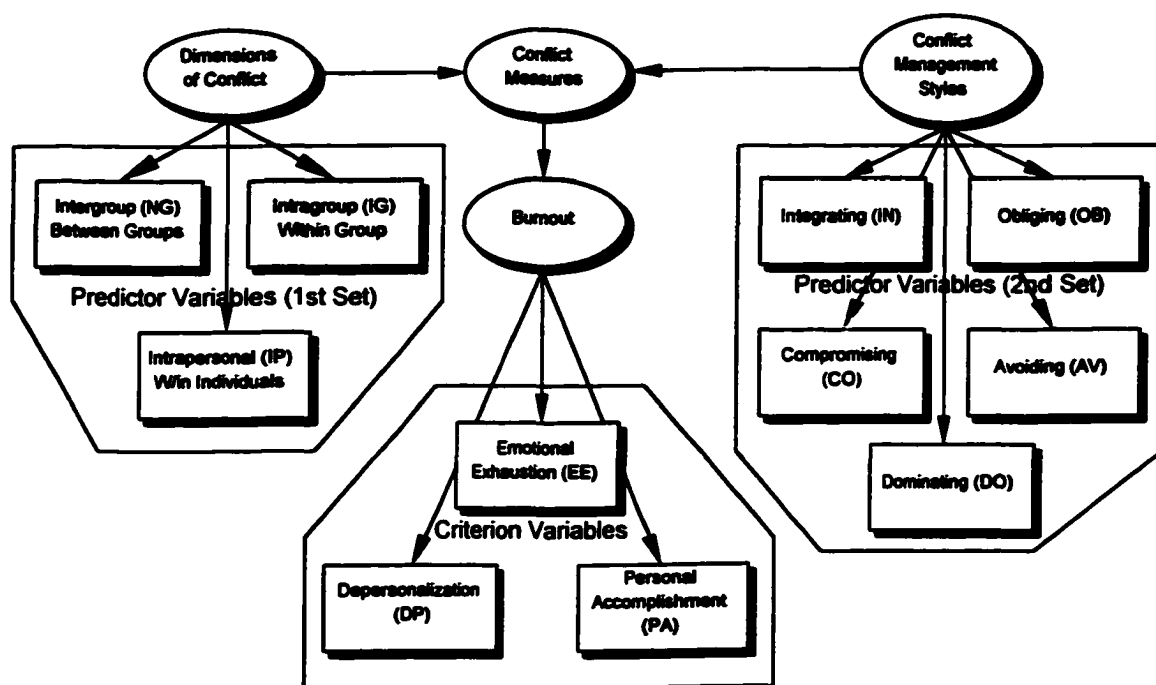 Dimensions
of Conflict
Conflict
Measures
Conflict
Management
Styles
Intergroup (NG)
Between Groups
Intragroup (IG)
Within Group
Predictor Variables (1st Set)
Intrapersonal (IP)
W/in Individuals
Burnout
Integrating (IN)
Obliging (OB)
Predictor Variables (2nd Set)
Compromising
(CO)
Avoiding (AV)
Dominating (DO)
Emotional
Exhaustion (EE)
Criterion Variables
Depersonalization
(DP)
Personal
Accomplishment
(PA)